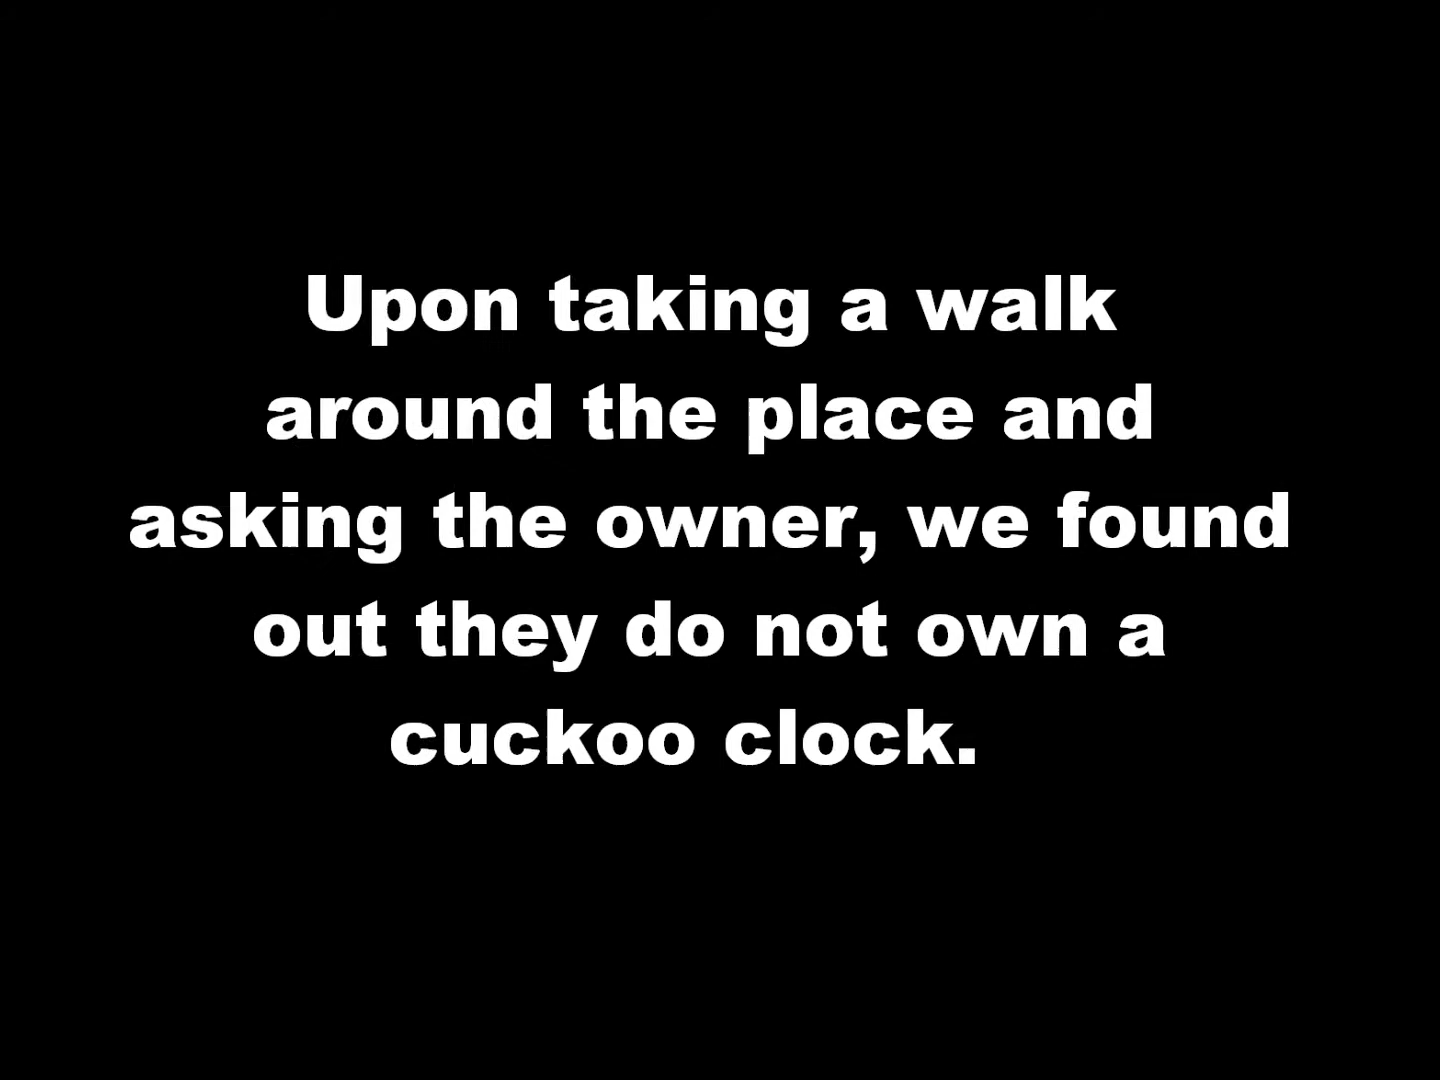 Upon taking a walk
around the place and
asking the owner, we found
out they do not own a
cuckoo clock.